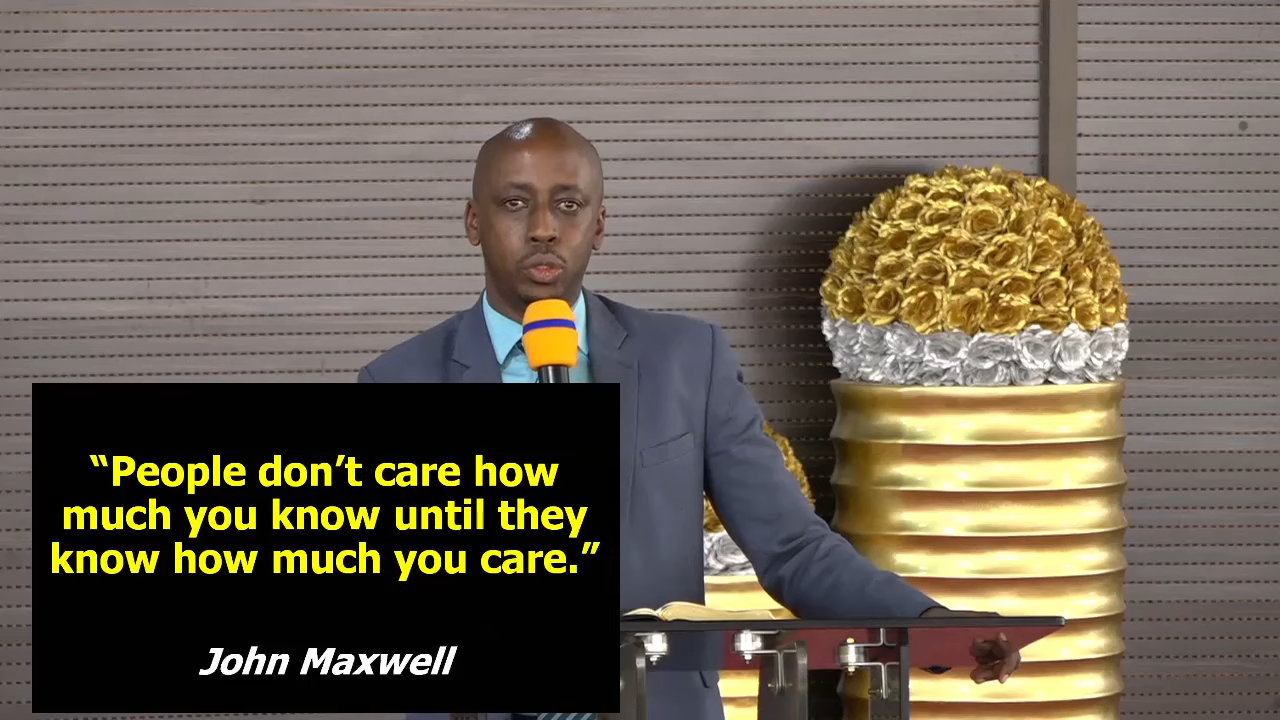 “People don’t care how
much you know until they
know how much you care.”
John Maxwell